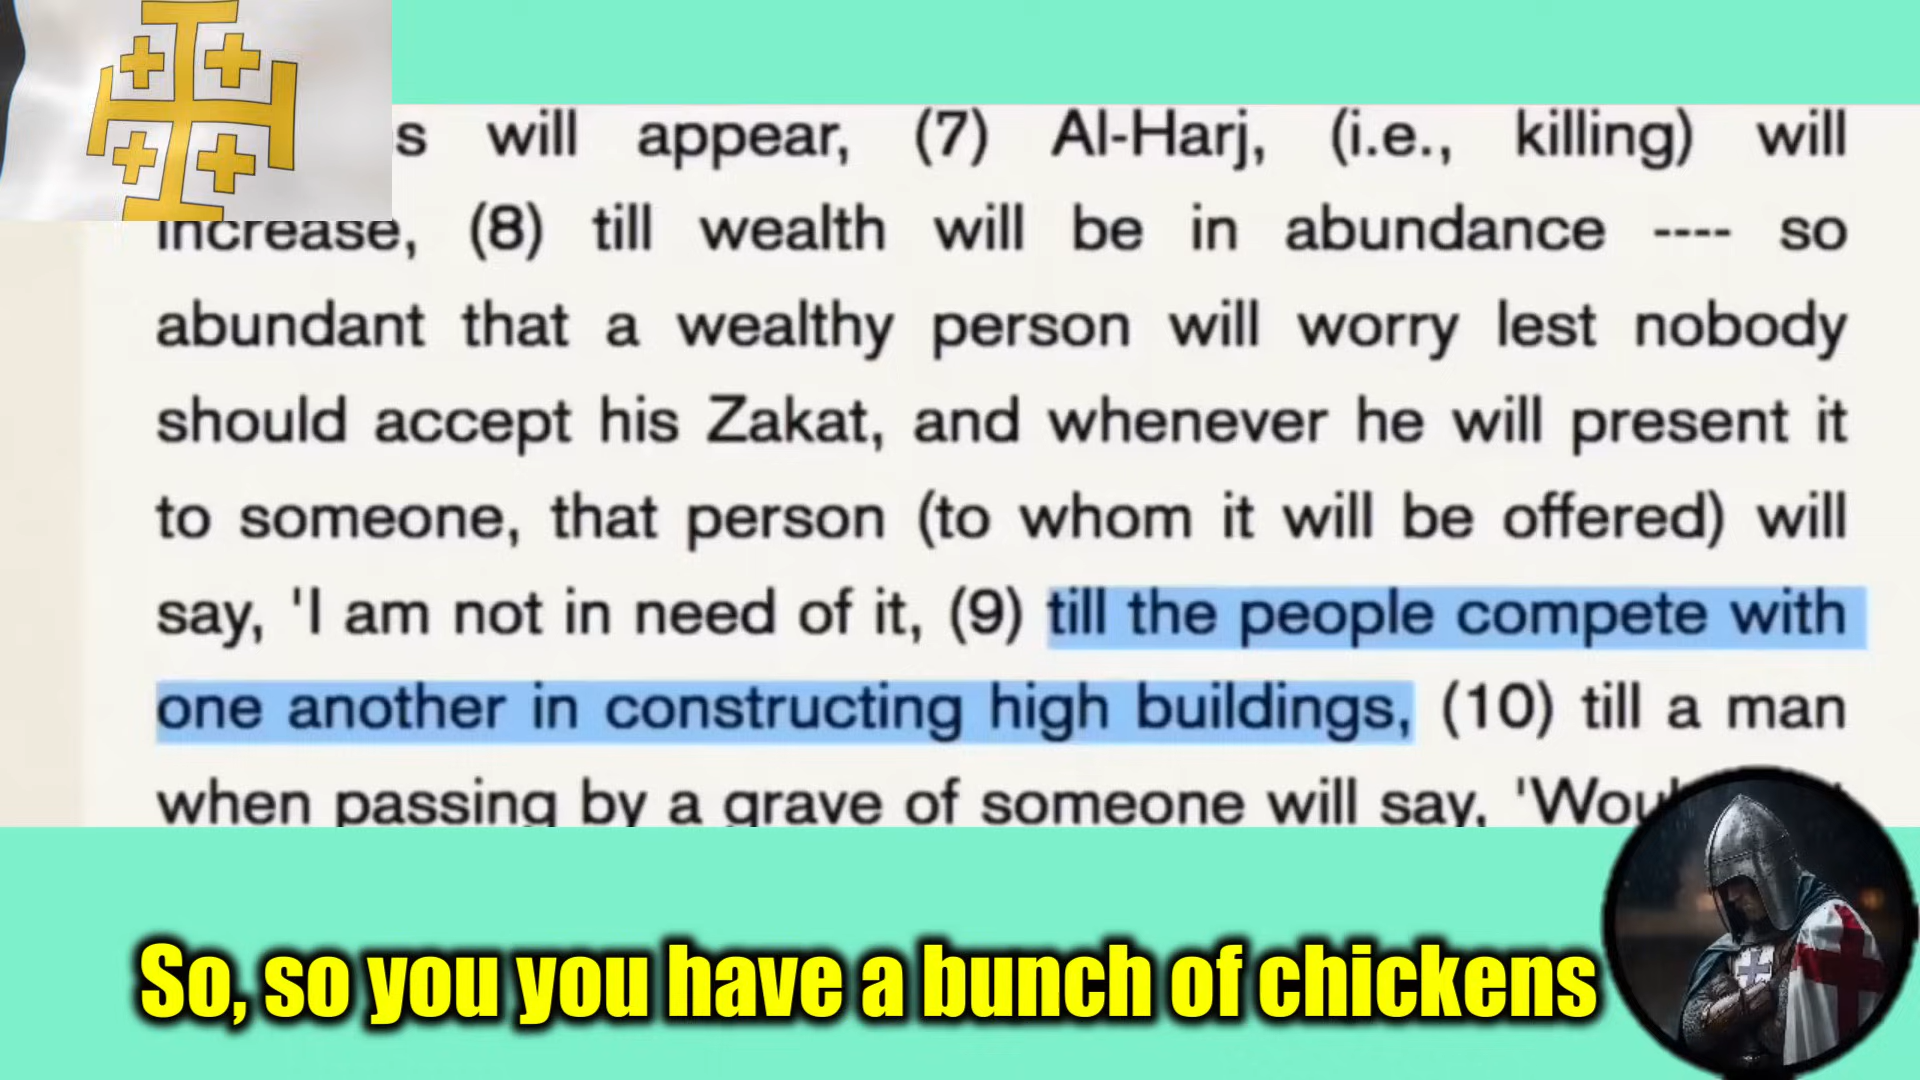 s will appear, (7) Al-Harj, (i.e., killing) will
increase, (8) till wealth will be in abundance ---- so
abundant that a wealthy person will worry lest nobody
should accept his Zakat, and whenever he will present it
to someone, that person (to whom it will be offered) will
say, 'I am not in need of it, (9) till the people compete with
one another in constructing high buildings, (10) till a man
when passing by a grave of someone will say,
So, so you you have a bunch of chickens